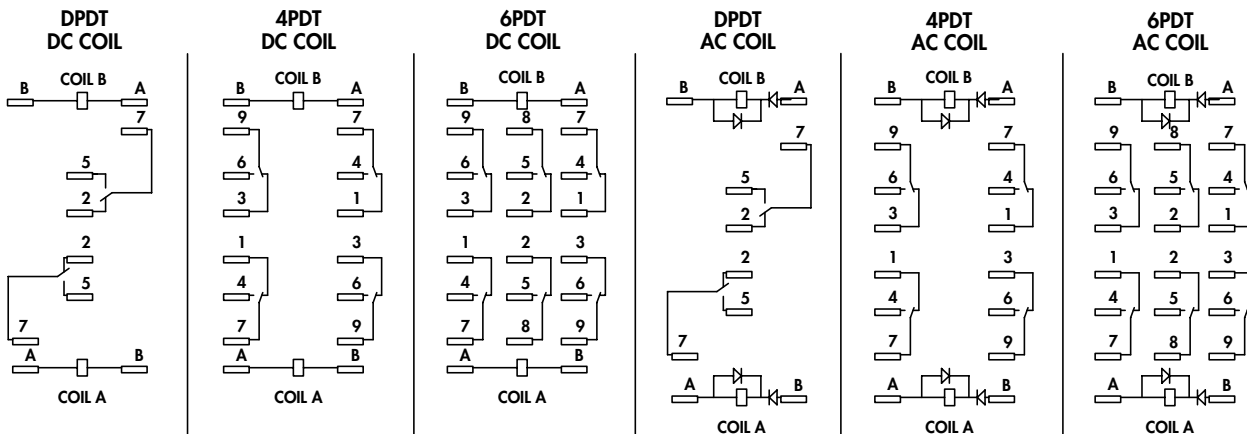 DPDT
DC COIL
COIL B
B A
7
5
2
2
5
7
A B
COIL A
4PDT
DC COIL
COIL B
B A
9 7
6 4
3 1
1 3
4 6
7 9
A B
COIL A
6PDT
DC COIL
COIL B
B A
9 8 7
6 5 4
3 2 1
1 2 3
4 5 6
7 8 9
A B
COIL A
DPDT
AC COIL
COIL B
B A
7
5
2
2
5
7
A B
COIL A
4PDT
AC COIL
COIL B
B A
9 7
6 4
3 1
1 3
4 6
7 9
A B
COIL A
6PDT
AC COIL
COIL B
B A
9 8 7
6 5 4
3 2 1
1 2 3
4 5 6
7 8 9
A B
COIL A